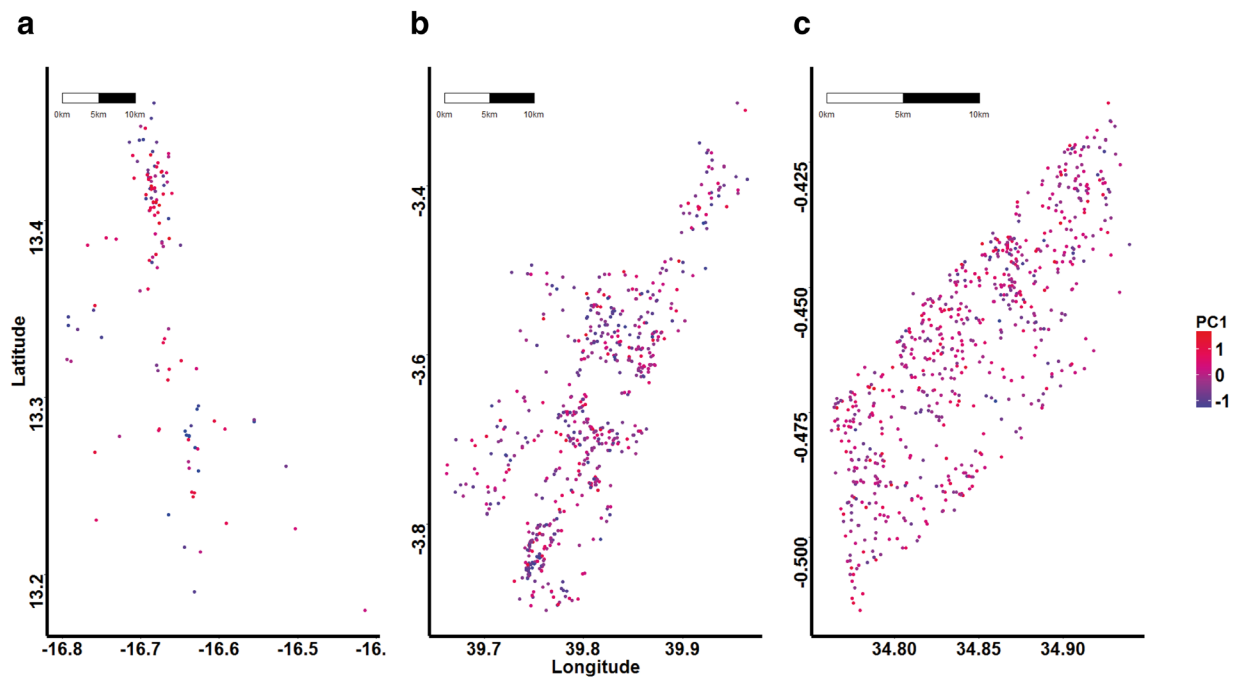 a
b
c
0km 5km 10km
0km 5km 10km
0km 5km 10km
Latitude
13.4
13.3
13.2
-3.4
-3.6
-3.8
-0.425
-0.450
-0.475
-0.500
PC1
1
0
-1
-16.8 -16.7 -16.6 -16.5 -16.
39.7 39.8 39.9
34.80 34.85 34.90
Longitude